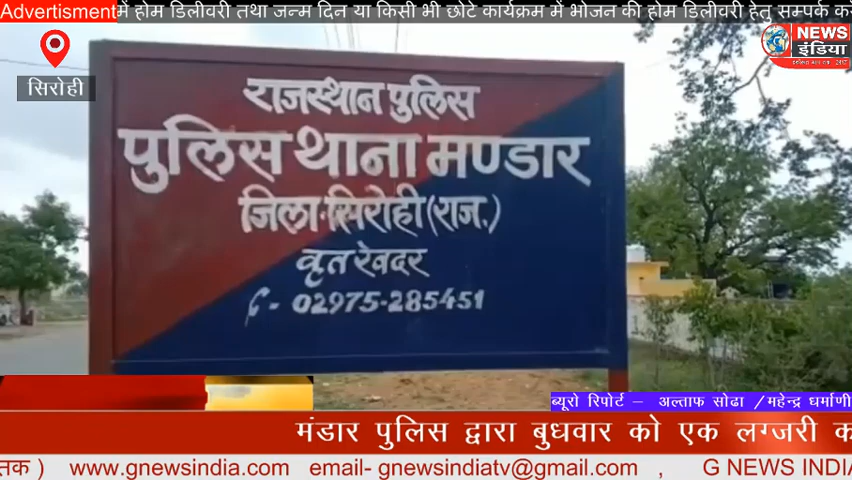 Advertisment में होम डिलीवरी तथा जन्म दिन या किसी भी छोटे कार्यक्रम में भोजन की होम डिलीवरी हेतु सम्पर्क करें
NEWS
इंडिया
सिरोही
राजस्थान पुलिस
पुलिस थाना मण्डार
जिला-सिरोही (राज.)
वृत रेवदर
02975-285451
ब्यूरो रिपोर्ट – अल्ताफ सोढा /महेन्द्र घर्माणी
मंडार पुलिस द्वारा बुधवार को एक लग्जरी क
तक ) www.gnewsindia.com email- gnewsindiatv@gmail.com , G NEWS INDIA